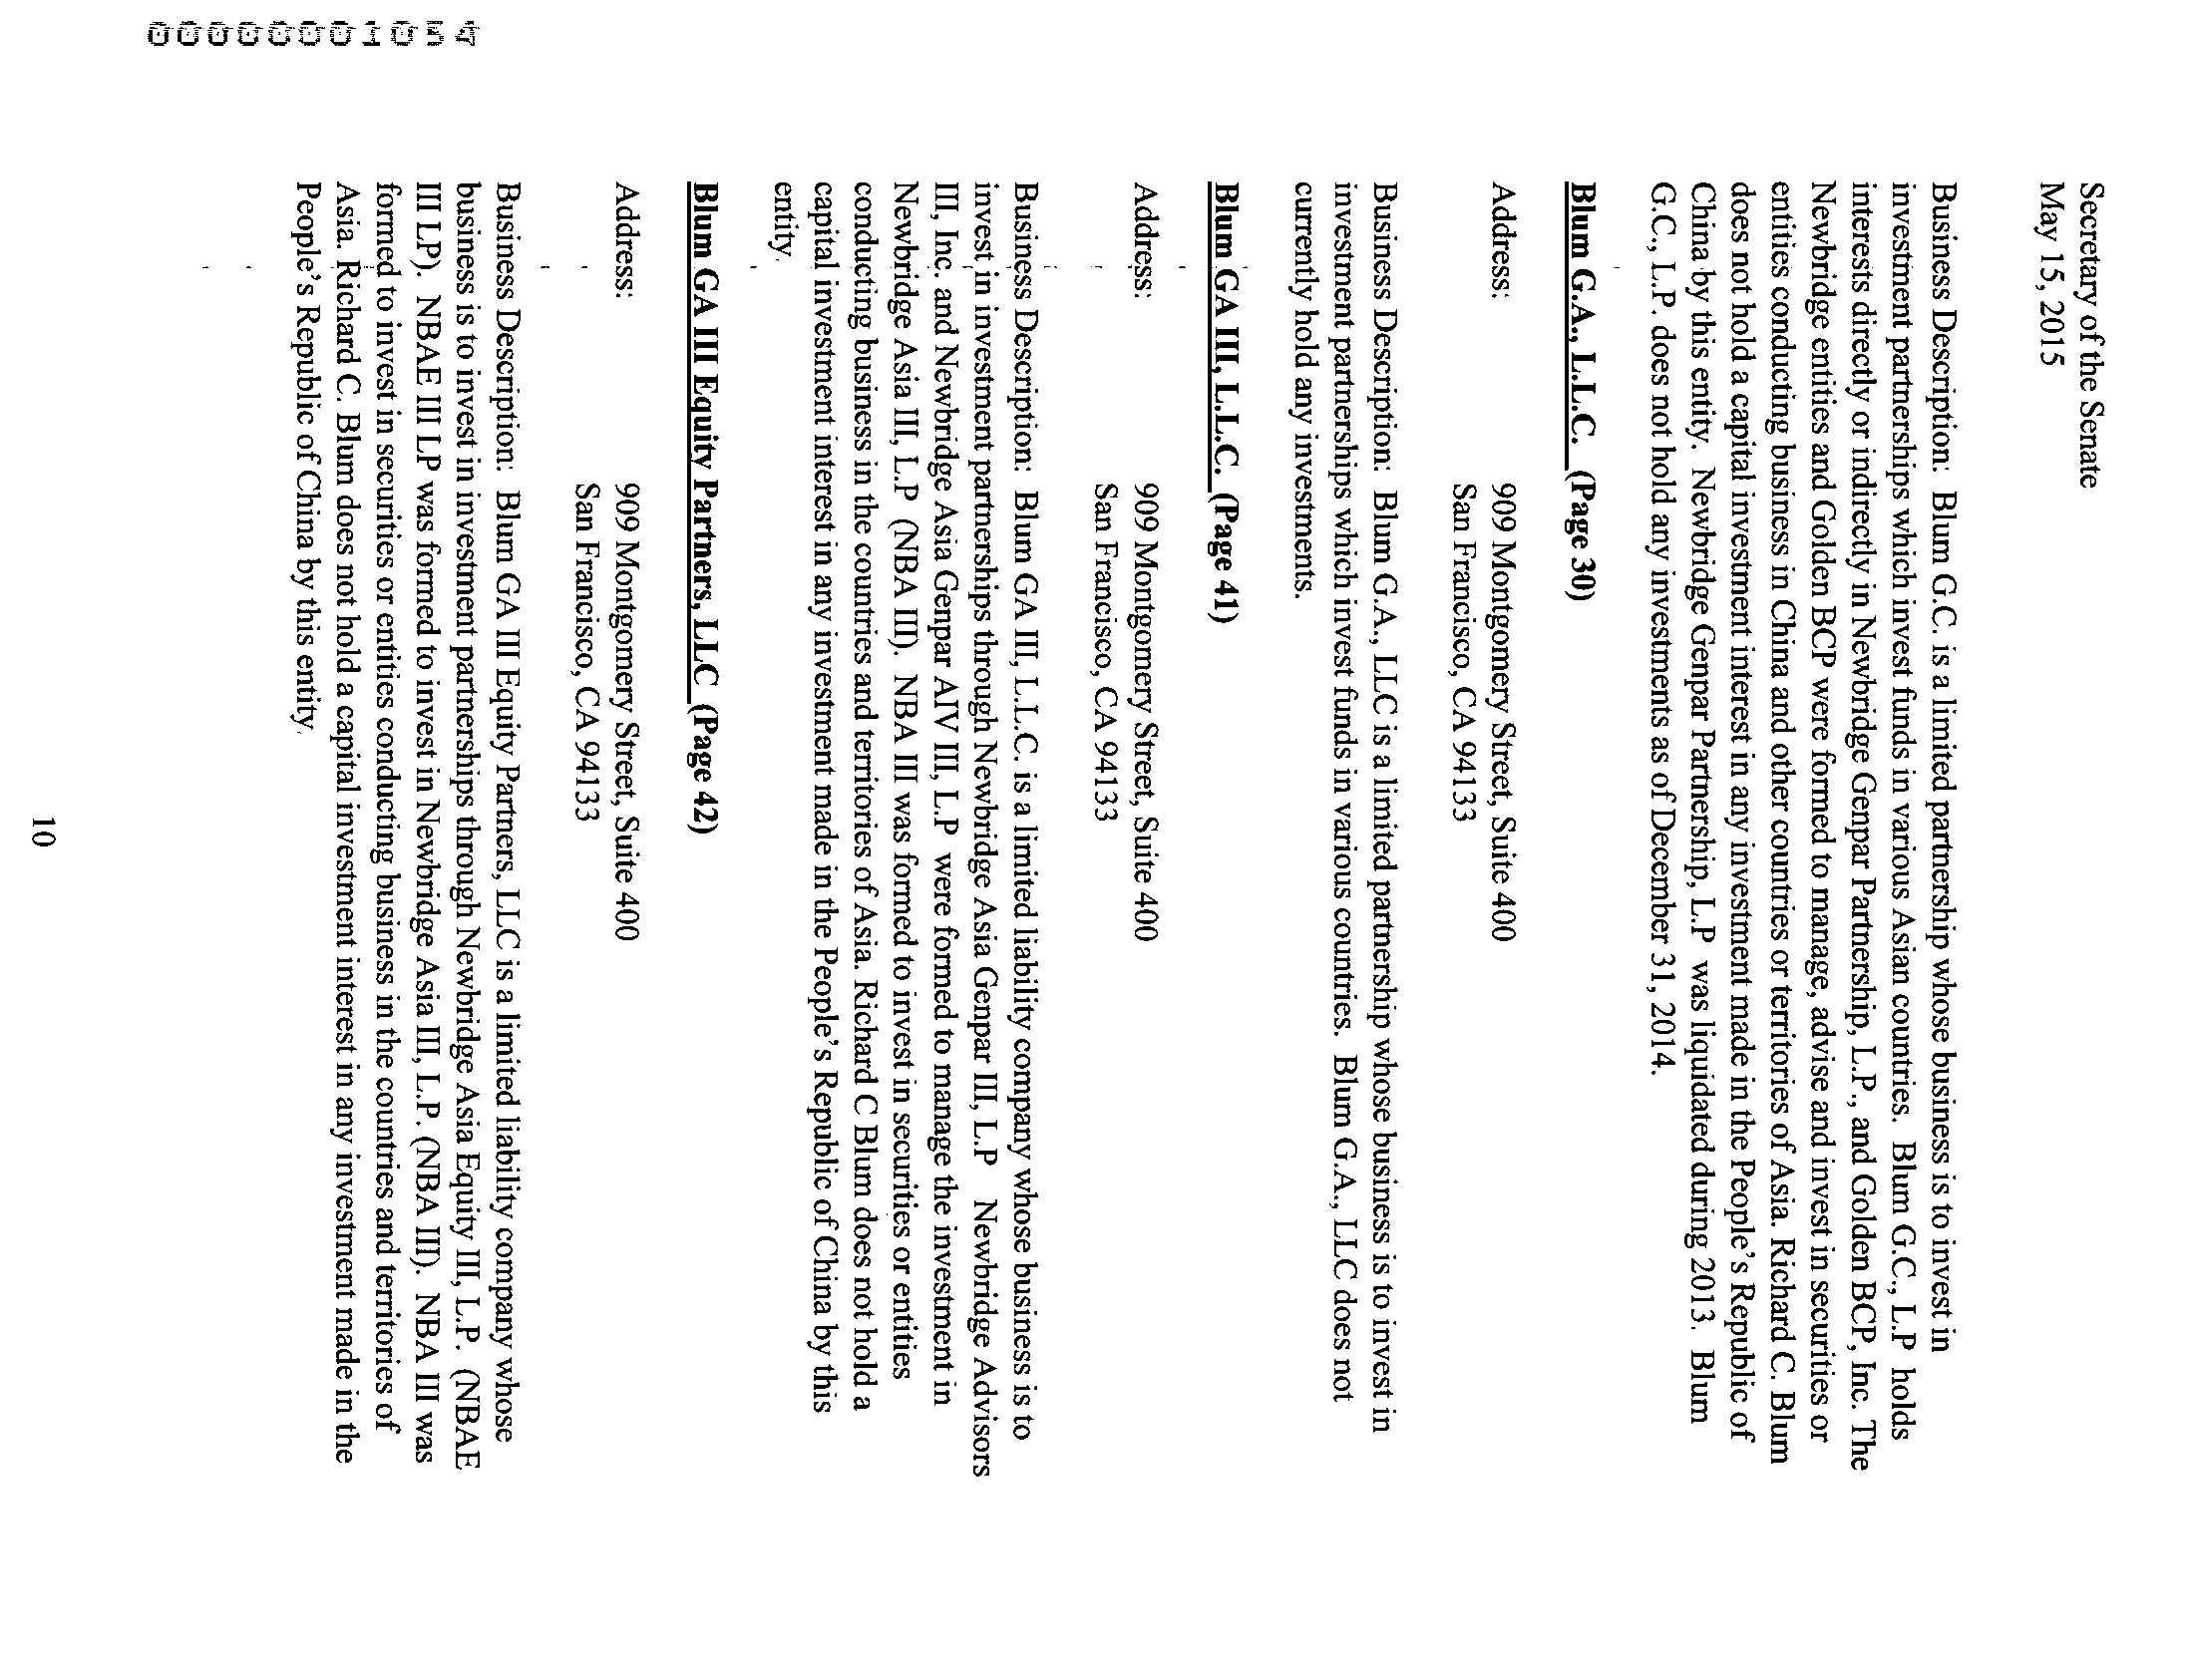 Secretary of the Senate
May 15, 2015
Business Description: Blum G.C. is a limited partnership whose business is to invest in
investment partnerships which invest funds in various Asian countries. Blum G.C., L.P holds
interests directly or indirectly in Newbridge Genpar Partnership, L.P., and Golden BCP, Inc. The
Newbridge entities and Golden BCP were formed to manage, advise and invest in securities or
entities conducting business in China and other countries or territories of Asia. Richard C. Blum
does not hold a capital investment interest in any investment made in the People's Republic of
China by this entity. Newbridge Genpar Partnership, L.P was liquidated during 2013. Blum
G.C., L.P. does not hold any investments as of December 31, 2014.
Blum G.A., L.L.C. (Page 30)
Address: 909 Montgomery Street, Suite 400
San Francisco, CA 94133
Business Description: Blum G.A., LLC is a limited partnership whose business is to invest in
investment partnerships which invest funds in various countries. Blum G.A., LLC does not
currently hold any investments.
Blum GA III, L.L.C. (Page 41)
Address: 909 Montgomery Street, Suite 400
San Francisco, CA 94133
Business Description: Blum GA III, L.L.C. is a limited liability company whose business is to
invest in investment partnerships through Newbridge Asia Genpar III, L.P Newbridge Advisors
III, Inc. and Newbridge Asia Genpar AIV III, L.P were formed to manage the investment in
Newbridge Asia III, L.P (NBA III). NBA III was formed to invest in securities or entities
conducting business in the countries and territories of Asia. Richard C Blum does not hold a
capital investment interest in any investment made in the People's Republic of China by this
entity.
Blum GA III Equity Partners, LLC (Page 42)
Address: 909 Montgomery Street, Suite 400
San Francisco, CA 94133
Business Description: Blum GA III Equity Partners, LLC is a limited liability company whose
business is to invest in investment partnerships through Newbridge Asia Equity III, L.P. (NBAE
III LP). NBAE III LP was formed to invest in Newbridge Asia III, L.P. (NBA III). NBA III was
formed to invest in securities or entities conducting business in the countries and territories of
Asia. Richard C. Blum does not hold a capital investment interest in any investment made in the
People's Republic of China by this entity.
10
00000001054